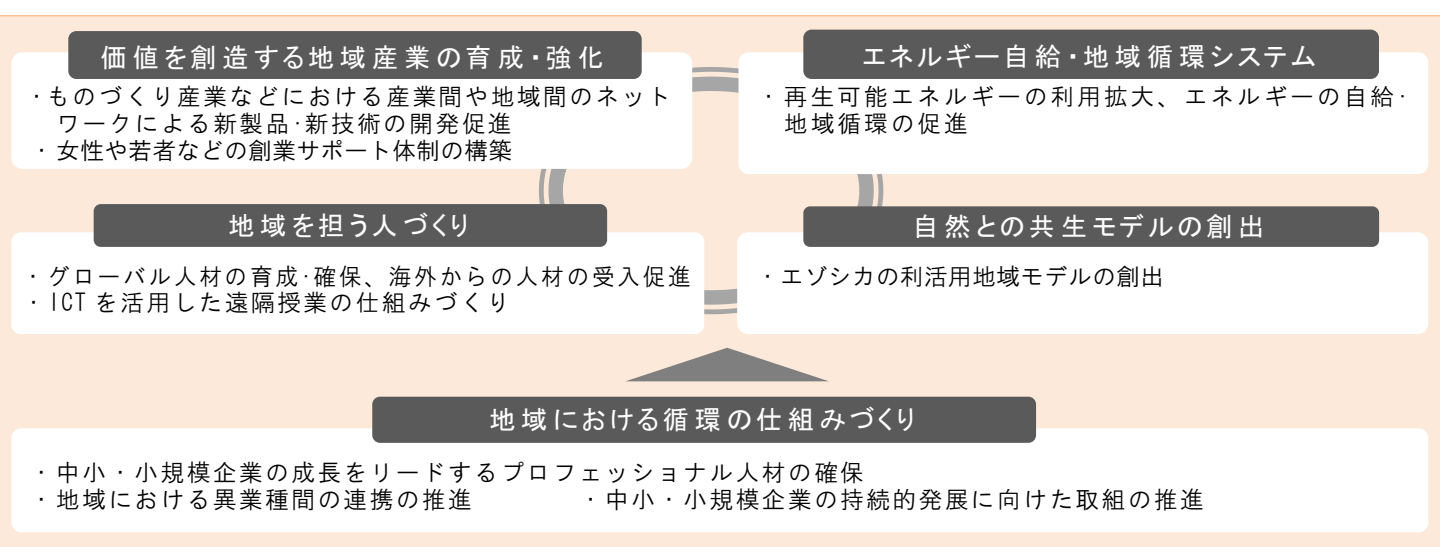 価値を創造する地域産業の育成・強化
・ものづくり産業などにおける産業間や地域間のネット
ワークによる新製品・新技術の開発促進
・女性や若者などの創業サポート体制の構築
エネルギー自給・地域循環システム
・再生可能エネルギーの利用拡大、エネルギーの自給・
地域循環の促進
地域を担う人づくり
・グローバル人材の育成・確保、海外からの人材の受入促進
・ICTを活用した遠隔授業の仕組みづくり
自然との共生モデルの創出
・エゾシカの利活用地域モデルの創出
地域における循環の仕組みづくり
・中小・小規模企業の成長をリードするプロフェッショナル人材の確保
・地域における異業種間の連携の推進　　　・中小・小規模企業の持続的発展に向けた取組の推進